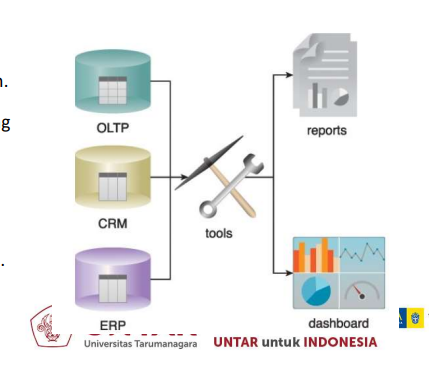 n.
OLTP
g
reports
CRM
tools
.
ERP
dashboard
Universitas Tarumanagara
UNTAR untuk INDONESIA